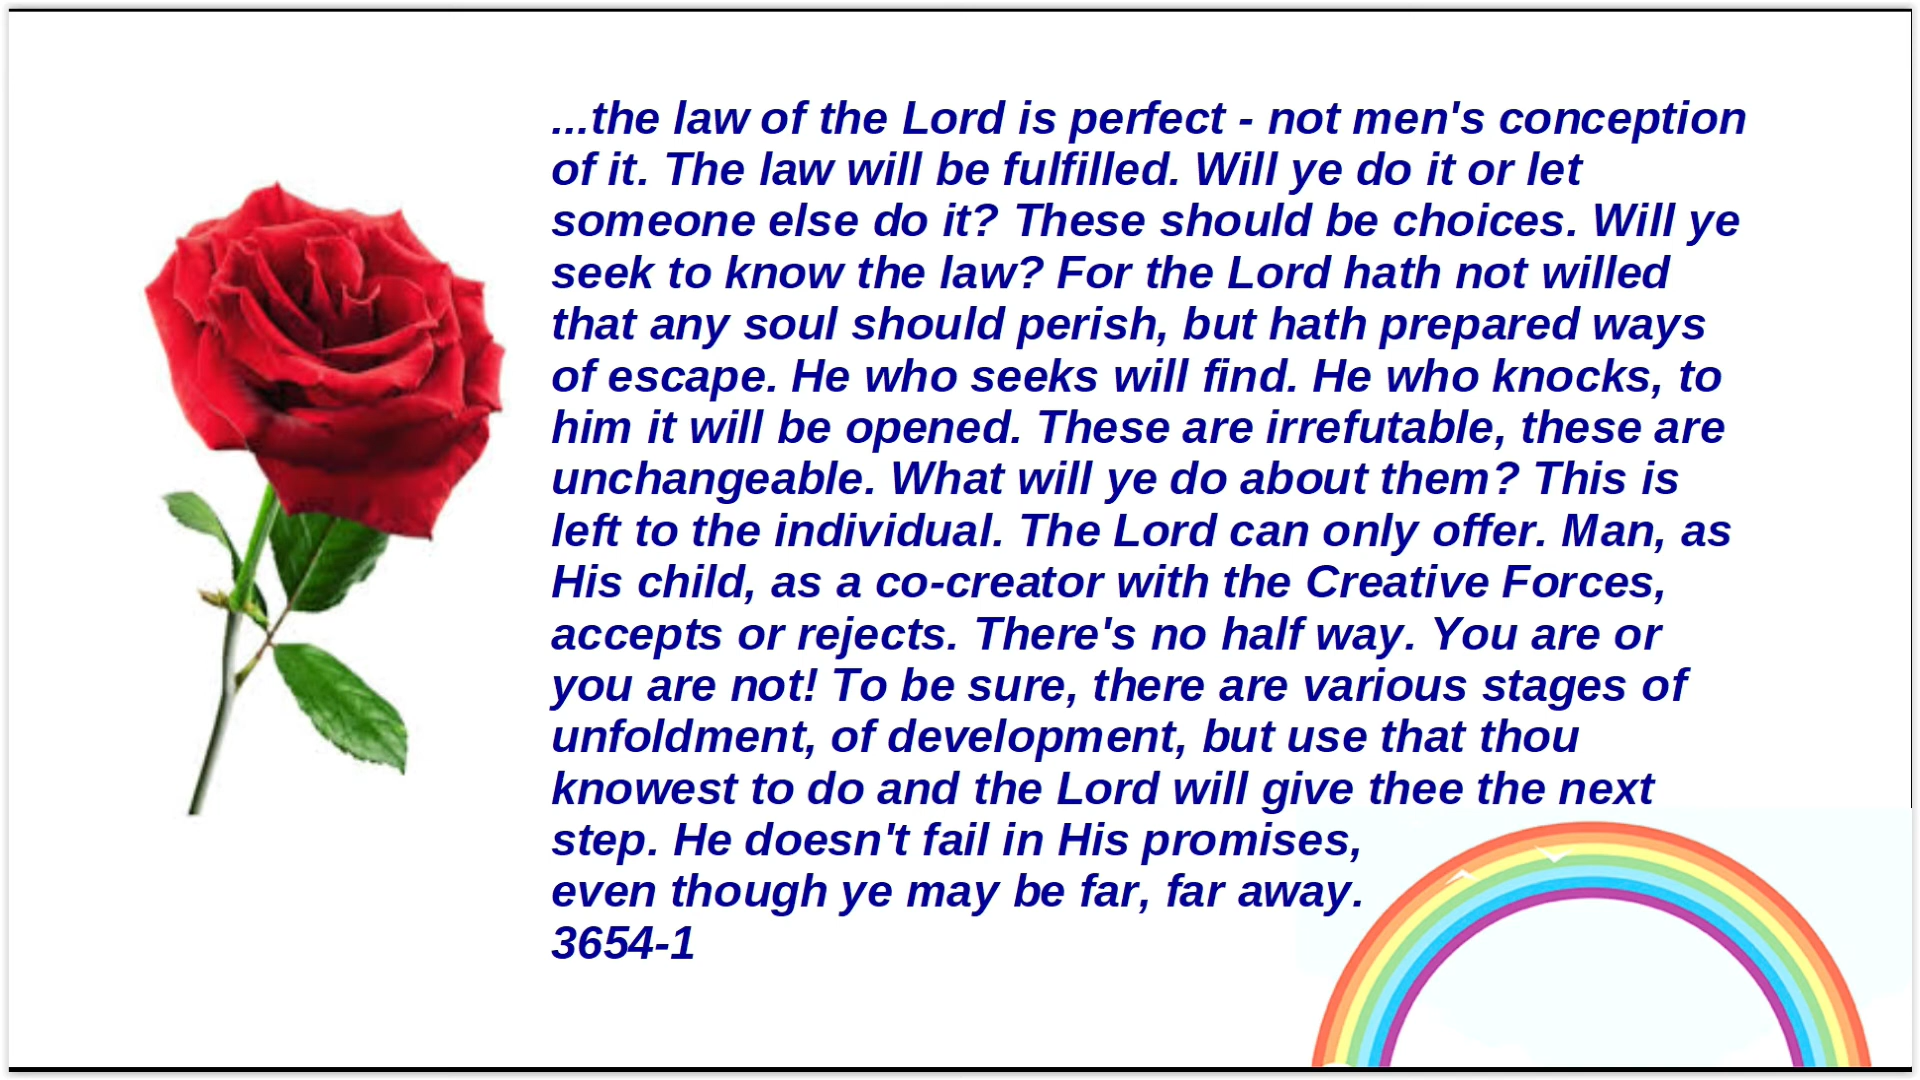 ...the law of the Lord is perfect - not men's conception
of it. The law will be fulfilled. Will ye do it or let
someone else do it? These should be choices. Will ye
seek to know the law? For the Lord hath not willed
that any soul should perish, but hath prepared ways
of escape. He who seeks will find. He who knocks, to
him it will be opened. These are irrefutable, these are
unchangeable. What will ye do about them? This is
left to the individual. The Lord can only offer. Man, as
His child, as a co-creator with the Creative Forces,
accepts or rejects. There's no half way. You are or
you are not! To be sure, there are various stages of
unfoldment, of development, but use that thou
knowest to do and the Lord will give thee the next
step. He doesn't fail in His promises,
even though ye may be far, far away.
3654-1